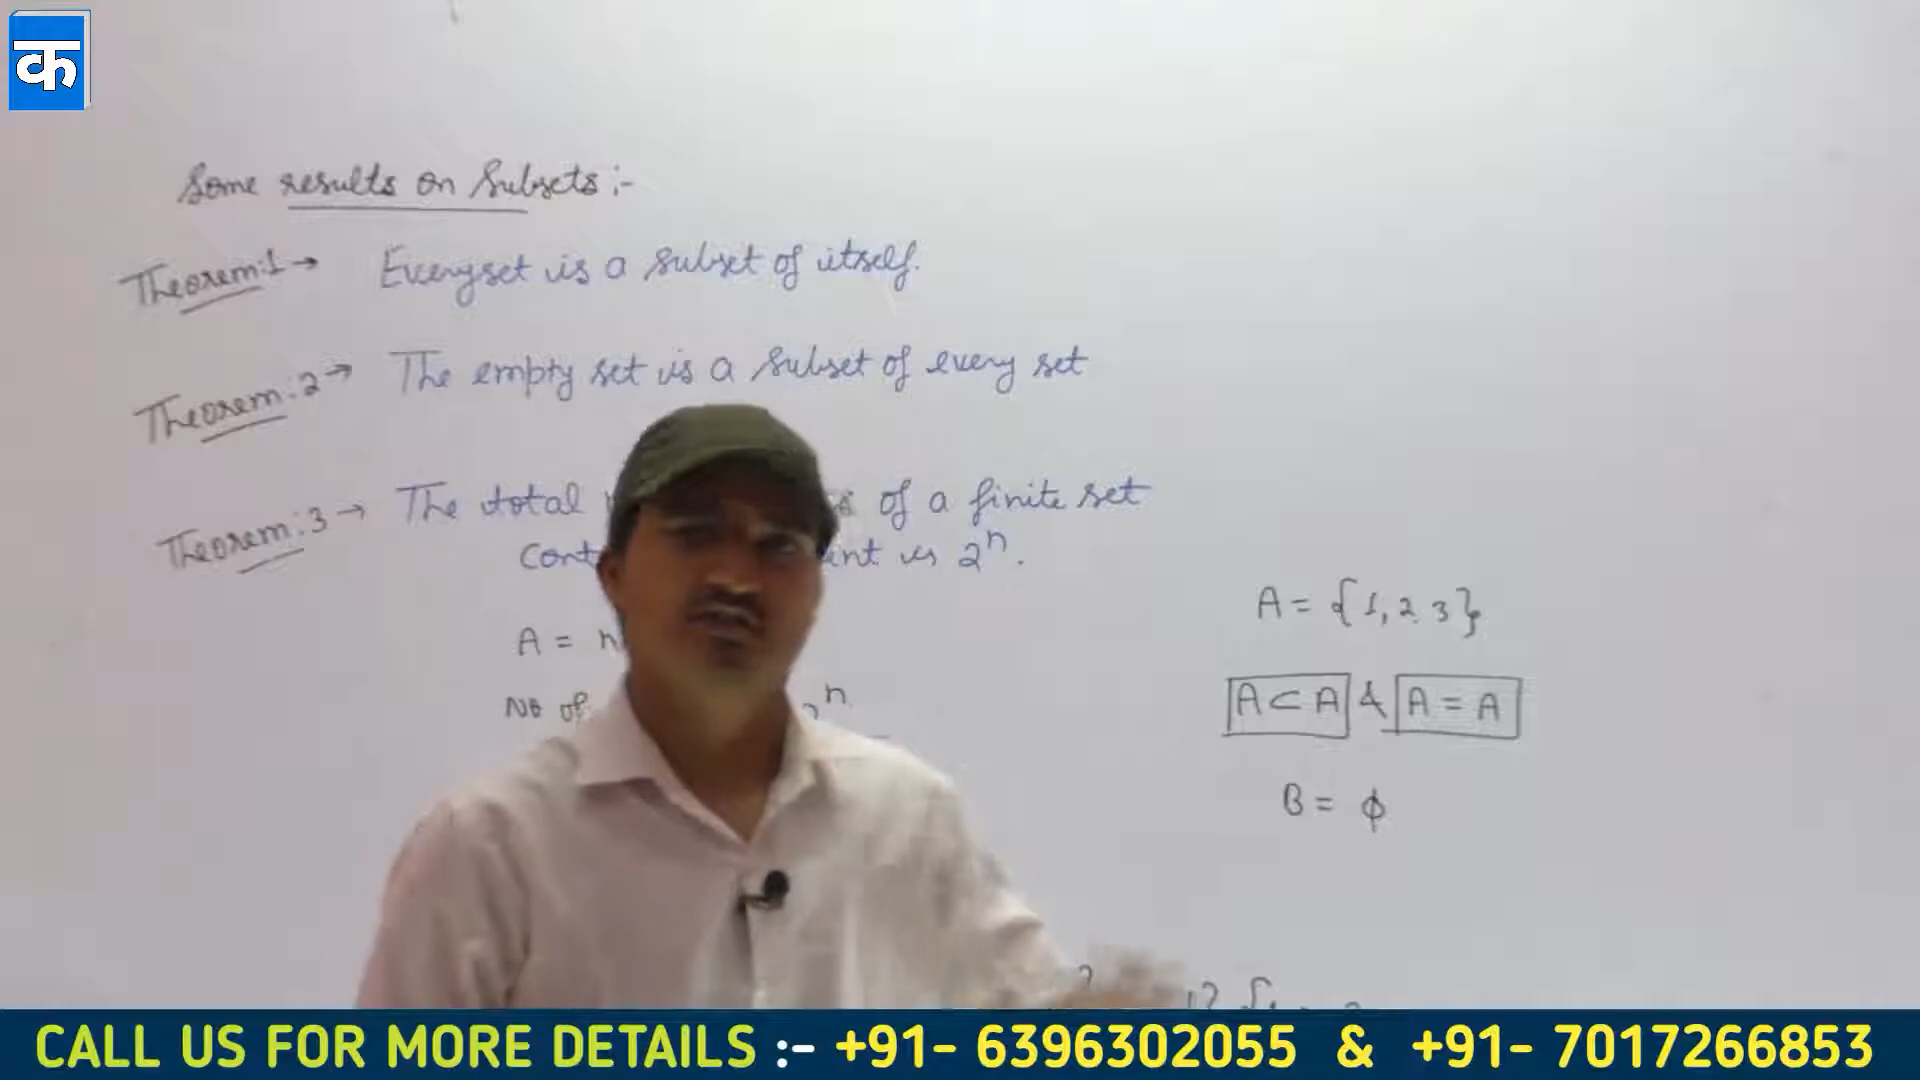 क
Some results on Subsets :-
Theorem:1→ Every set is a subset of itself.
Theorem:2→ The empty set is a subset of every set
Theorem:3→ The total of a finite set
is 2ⁿ.
A = {1, 2 3}
A =
A ⊂ A & A = A
No of 2ⁿ
B = ϕ
CALL US FOR MORE DETAILS :- +91- 6396302055 & +91- 7017266853